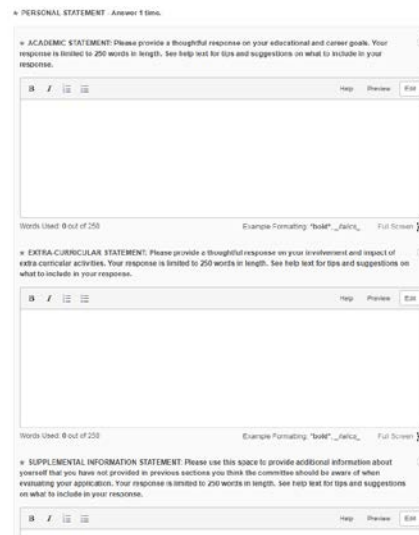 ★ PERSONAL STATEMENT - Answer 1 time.
★ ACADEMIC STATEMENT: Please provide a thoughtful response on your educational and career goals. Your
response is limited to 250 words in length. See help text for tips and suggestions on what to include in your
response.
B I Help Preview Edit
Words Used: 0 out of 250 Example Formatting: *bold*, _italics_ Full Screen
★ EXTRA-CURRICULAR STATEMENT: Please provide a thoughtful response on your involvement and impact of
extra-curricular activities. Your response is limited to 250 words in length. See help text for tips and suggestions on
what to include in your response.
B I Help Preview Edit
Words Used: 0 out of 250 Example Formatting: *bold*, _italics_ Full Screen
★ SUPPLEMENTAL INFORMATION STATEMENT: Please use this space to provide additional information about
yourself that you have not provided in previous sections you think the committee should be aware of when
evaluating your application. Your response is limited to 250 words in length. See help text for tips and suggestions
on what to include in your response.
B I Help Preview Edit